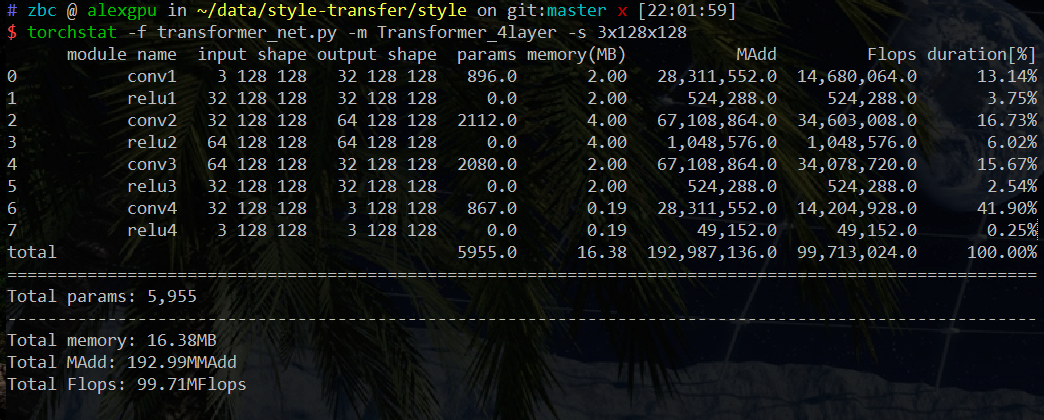 # zbc @ alexgpu in ~/data/style-transfer/style on git:master x [22:01:59]
$ torchstat -f transformer_net.py -m Transformer_4layer -s 3x128x128
module name input shape output shape params memory(MB) MAdd Flops duration[%]
0 conv1 3 128 128 32 128 128 896.0 2.00 28,311,552.0 14,680,064.0 13.14%
1 relu1 32 128 128 32 128 128 0.0 2.00 524,288.0 524,288.0 3.75%
2 conv2 32 128 128 64 128 128 2112.0 4.00 67,108,864.0 34,603,008.0 16.73%
3 relu2 64 128 128 64 128 128 0.0 4.00 1,048,576.0 1,048,576.0 6.02%
4 conv3 64 128 128 32 128 128 2080.0 2.00 67,108,864.0 34,078,720.0 15.67%
5 relu3 32 128 128 32 128 128 0.0 2.00 524,288.0 524,288.0 2.54%
6 conv4 32 128 128 3 128 128 867.0 0.19 28,311,552.0 14,204,928.0 41.90%
7 relu4 3 128 128 3 128 128 0.0 0.19 49,152.0 49,152.0 0.25%
total 5955.0 16.38 192,987,136.0 99,713,024.0 100.00%
=======================================================================================================
Total params: 5,955
-------------------------------------------------------------------------------------------------------
Total memory: 16.38MB
Total MAdd: 192.99MMAdd
Total Flops: 99.71MFlops